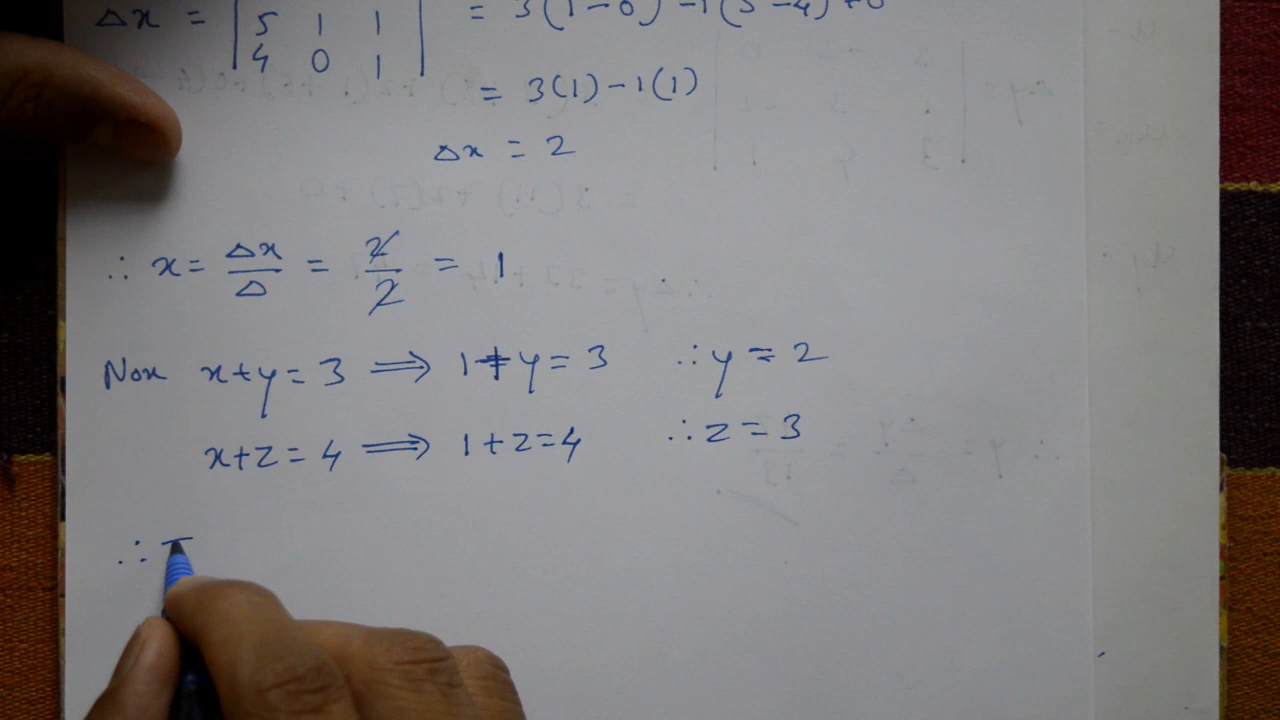 Δx = | 5 1 1 | = 3(1-0) -1(5-4) +0
| 4 0 1 |
= 3(1) - 1(1)
Δx = 2
∴ x = Δx/Δ = 2/2 = 1
Nox x+y = 3 ⟹ 1+y = 3 ∴ y = 2
x+z = 4 ⟹ 1+z=4 ∴ z = 3
∴ T